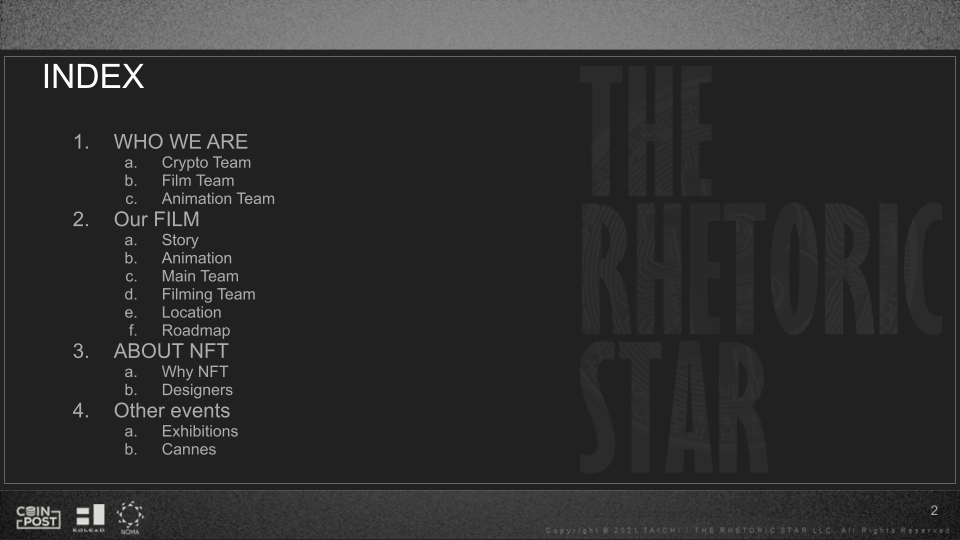 INDEX
1. WHO WE ARE
a. Crypto Team
b. Film Team
c. Animation Team
2. Our FILM
a. Story
b. Animation
c. Main Team
d. Filming Team
e. Location
f. Roadmap
3. ABOUT NFT
a. Why NFT
b. Designers
4. Other events
a. Exhibitions
b. Cannes
THE
RHETORIC
STAR
COIN
POST
EOLEAD
NOMA
2
Copyright © 2021 TAICHI / THE RHETORIC STAR LLC. All Rights Reserved.